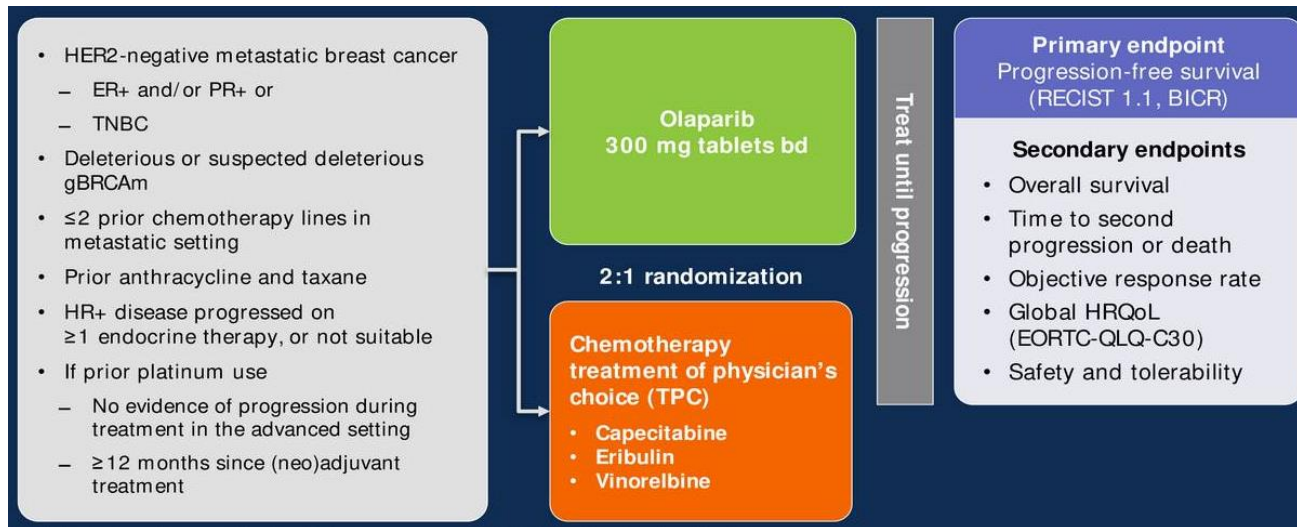 • HER2-negative metastatic breast cancer
– ER+ and/or PR+ or
– TNBC
• Deleterious or suspected deleterious
gBRCAm
• ≤2 prior chemotherapy lines in
metastatic setting
• Prior anthracycline and taxane
• HR+ disease progressed on
≥1 endocrine therapy, or not suitable
• If prior platinum use
– No evidence of progression during
treatment in the advanced setting
– ≥12 months since (neo)adjuvant
treatment
Olaparib
300 mg tablets bd
2:1 randomization
Chemotherapy
treatment of physician's
choice (TPC)
• Capecitabine
• Eribulin
• Vinorelbine
Treat until progression
Primary endpoint
Progression-free survival
(RECIST 1.1, BICR)
Secondary endpoints
• Overall survival
• Time to second
progression or death
• Objective response rate
• Global HRQoL
(EORTC-QLQ-C30)
• Safety and tolerability